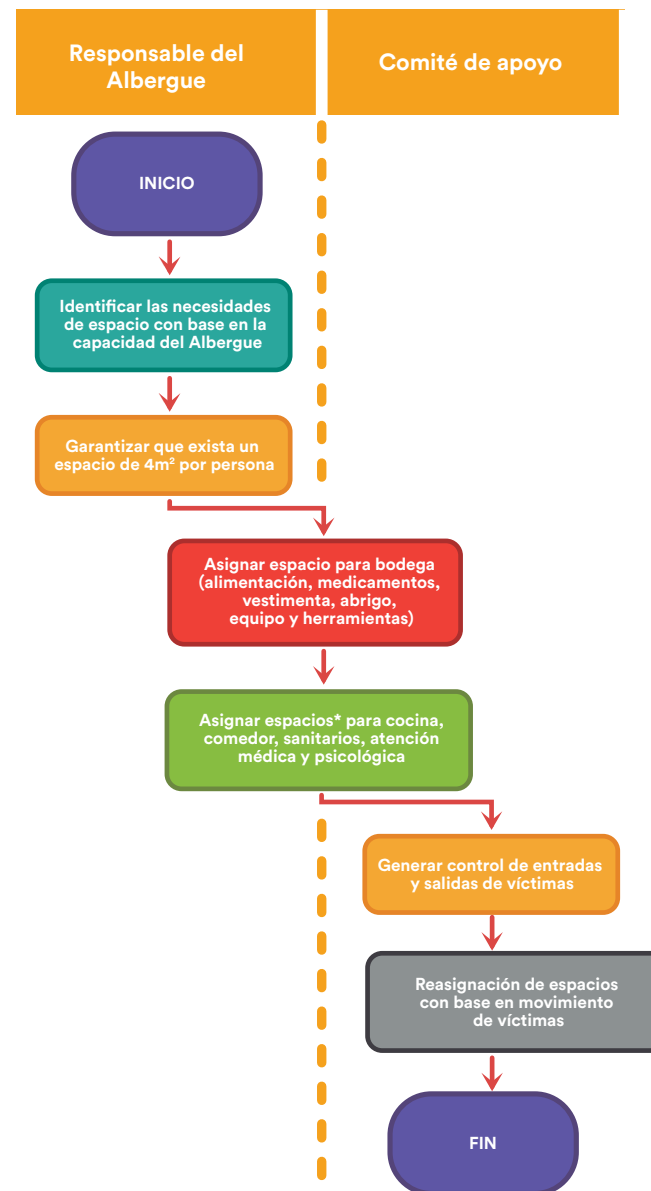 Responsable del
Albergue
Comité de apoyo
INICIO
Identificar las necesidades
de espacio con base en la
capacidad del Albergue
Garantizar que exista un
espacio de 4m² por persona
Asignar espacio para bodega
(alimentación, medicamentos,
vestimenta, abrigo,
equipo y herramientas)
Asignar espacios* para cocina,
comedor, sanitarios, atención
médica y psicológica
Generar control de entradas
y salidas de víctimas
Reasignación de espacios
con base en movimiento
de víctimas
FIN